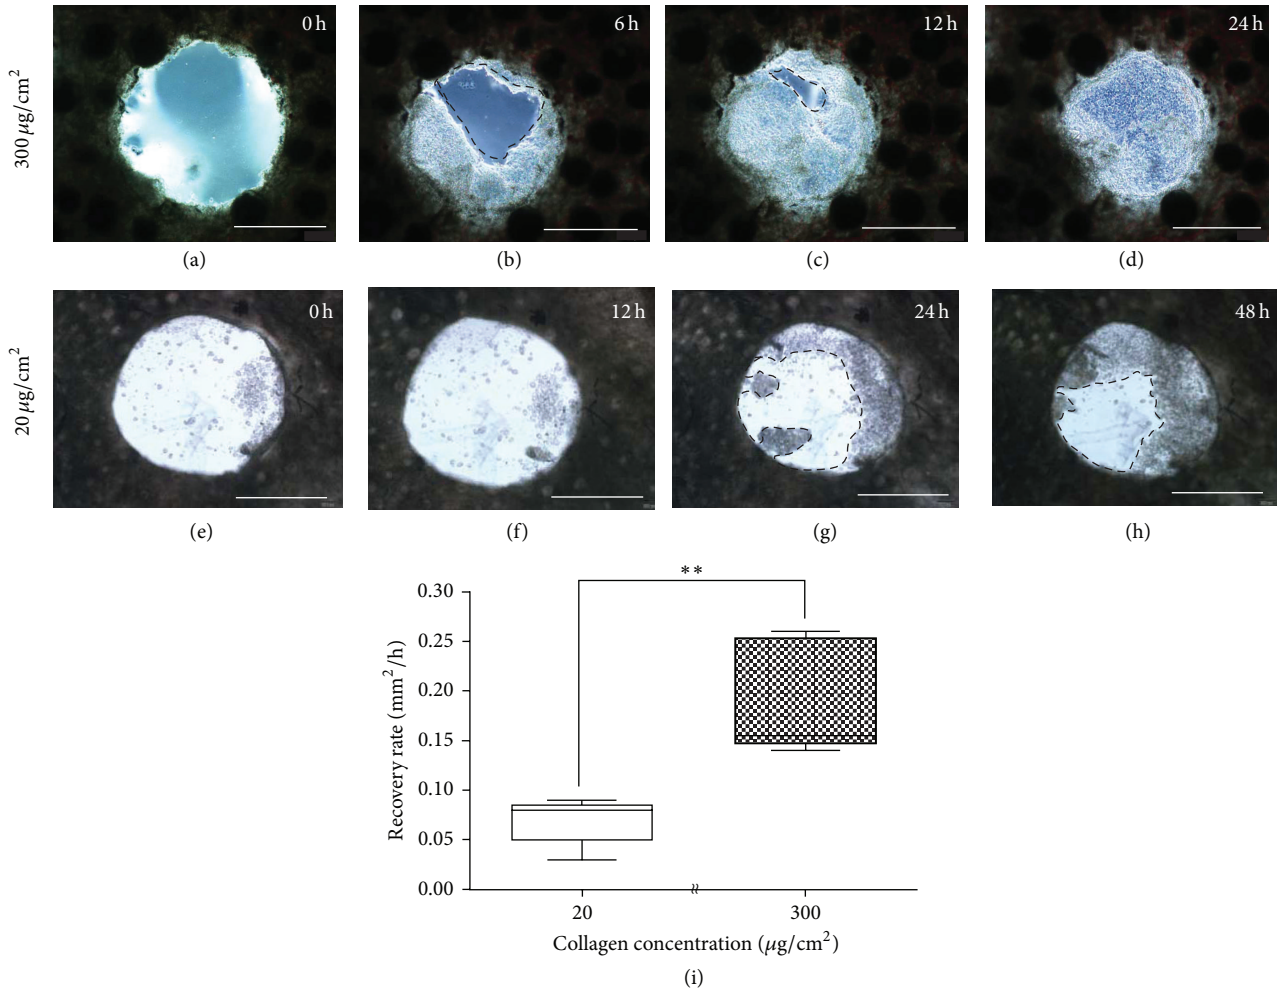 300 μg/cm²
0 h
6 h
12 h
24 h
(a)
(b)
(c)
(d)
20 μg/cm²
0 h
12 h
24 h
48 h
(e)
(f)
(g)
(h)
**
Recovery rate (mm²/h)
0.30
0.25
0.20
0.15
0.10
0.05
0.00
20
300
Collagen concentration (μg/cm²)
(i)